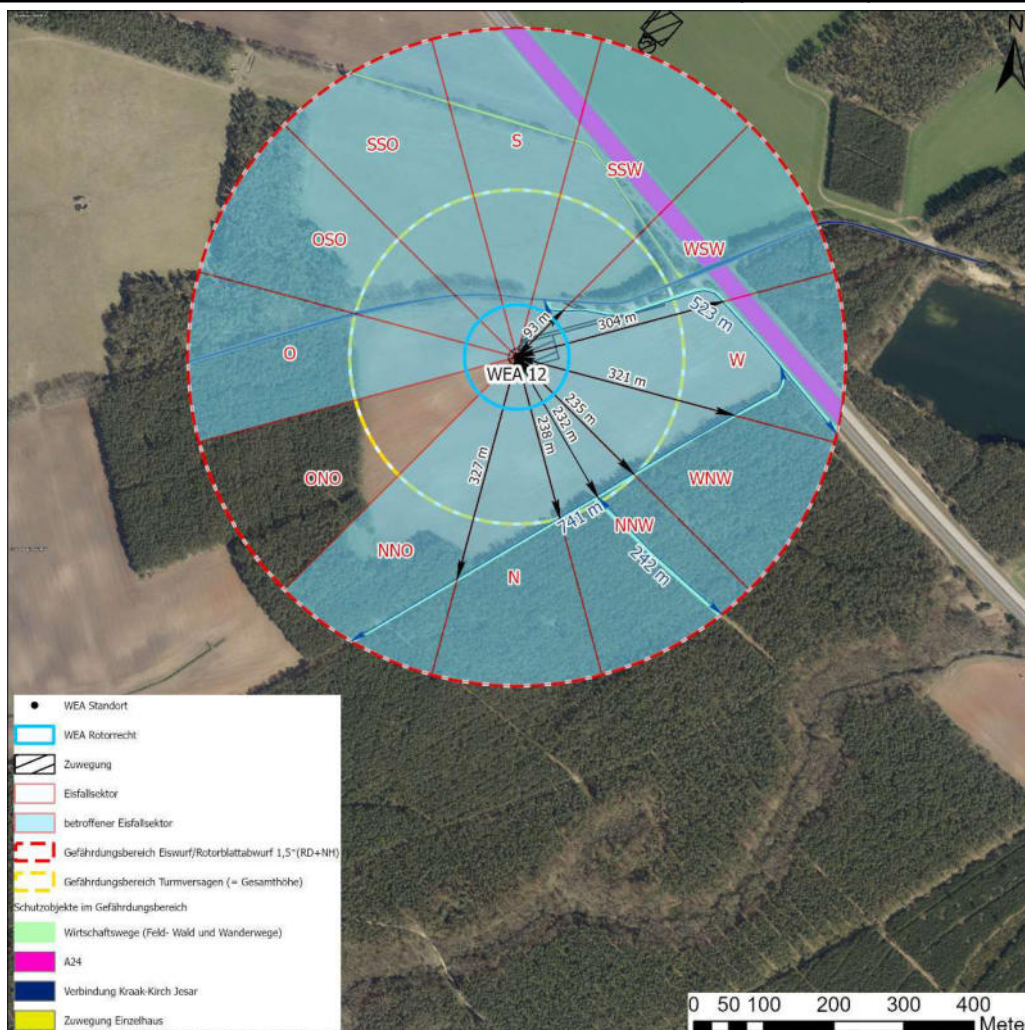 N
S
SSO
SSW
OSO
WSW
O
93 m
304 m
523 m
W
WEA 12
321 m
235 m
232 m
238 m
327 m
ONO
WNW
741 m
NNW
NNO
N
242 m
WEA Standort
WEA Rotorrecht
Zuwegung
Eisfallsektor
betroffener Eisfallsektor
Gefährdungsbereich Eiswurf/Rotorblattabwurf 1,5*(RD+NH)
Gefährdungsbereich Turmversagen (= Gesamthöhe)
Schutzobjekte im Gefährdungsbereich
Wirtschaftswege (Feld- Wald und Wanderwege)
A24
Verbindung Kraak-Kirch Jesar
Zuwegung Einzelhaus
0 50 100 200 300 400
Mete